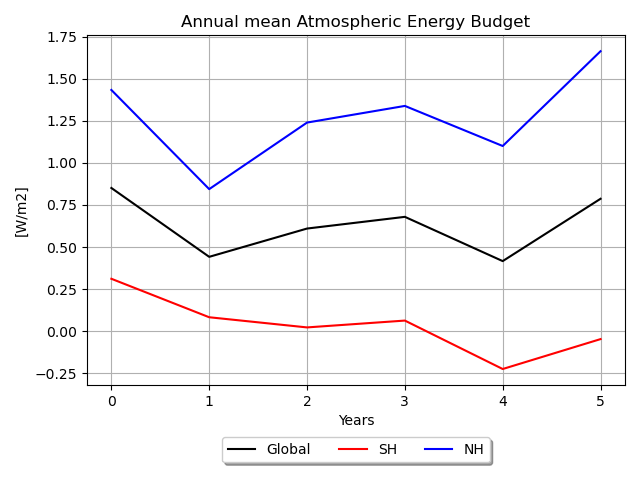 Annual mean Atmospheric Energy Budget
1.75
1.50
1.25
1.00
0.75
0.50
0.25
0.00
−0.25
[W/m2]
0 1 2 3 4 5
Years
Global SH NH